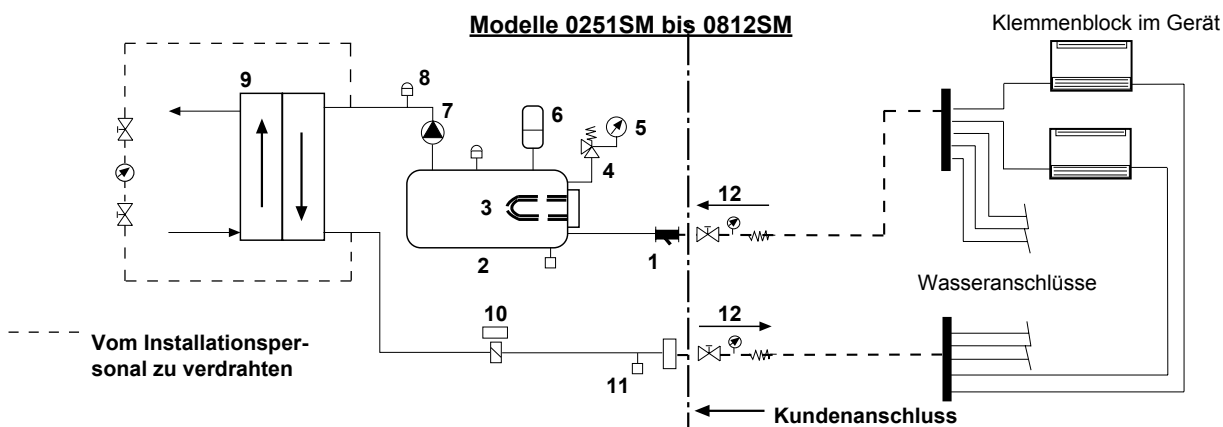 Modelle 0251SM bis 0812SM
Klemmenblock im Gerät
9
8
7
6
5
4
3
12
2
1
Wasseranschlüsse
10
12
Vom Installationsper-
sonal zu verdrahten
11
Kundenanschluss